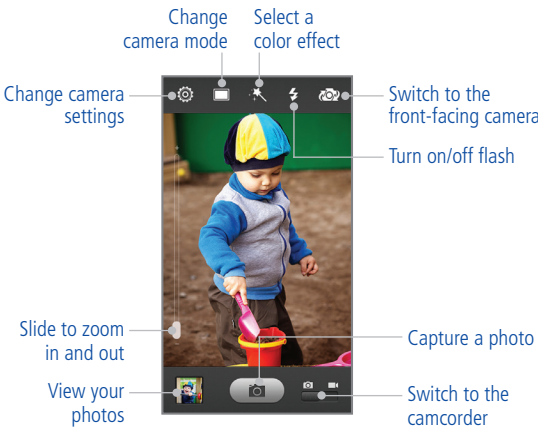 Change
camera mode
Select a
color effect
Change camera
settings
Switch to the
front-facing camera
Turn on/off flash
Slide to zoom
in and out
Capture a photo
View your
photos
Switch to the
camcorder